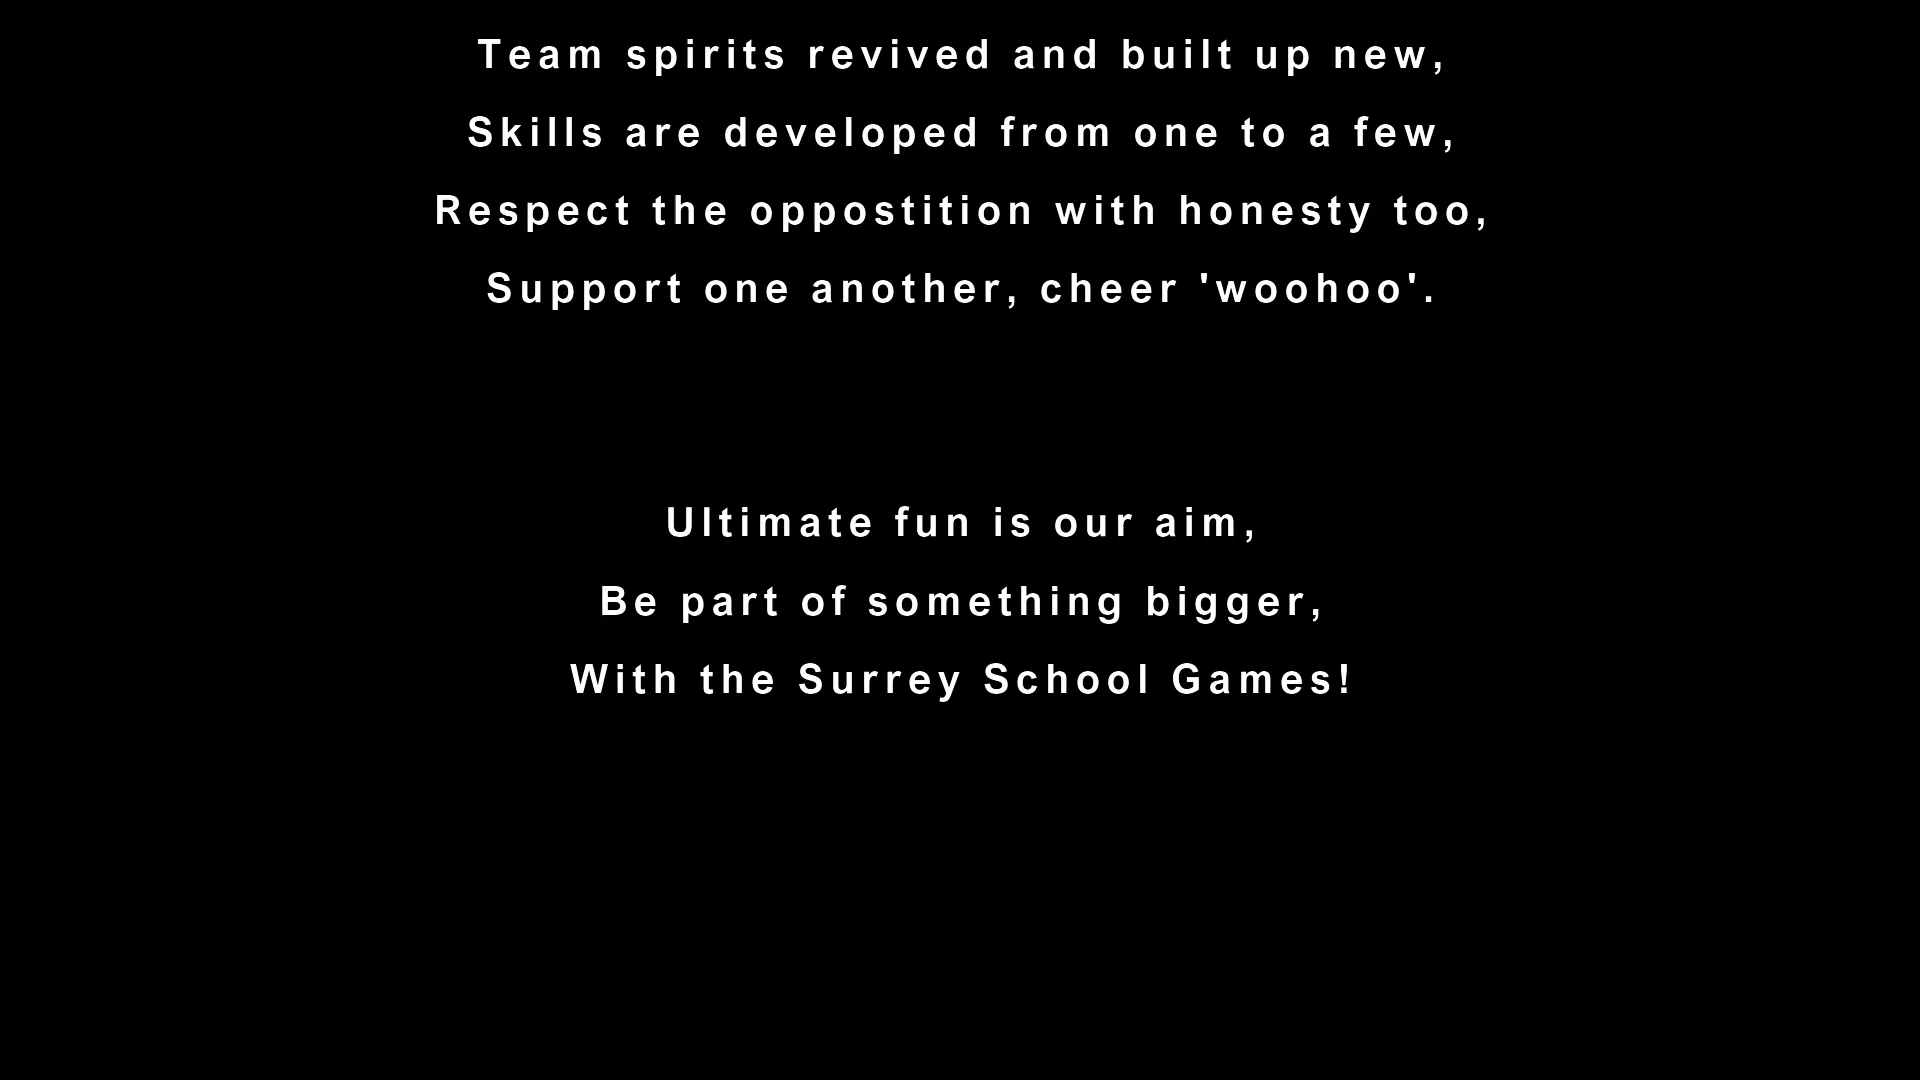 Team spirits revived and built up new,
Skills are developed from one to a few,
Respect the oppostition with honesty too,
Support one another, cheer 'woohoo'.
Ultimate fun is our aim,
Be part of something bigger,
With the Surrey School Games!